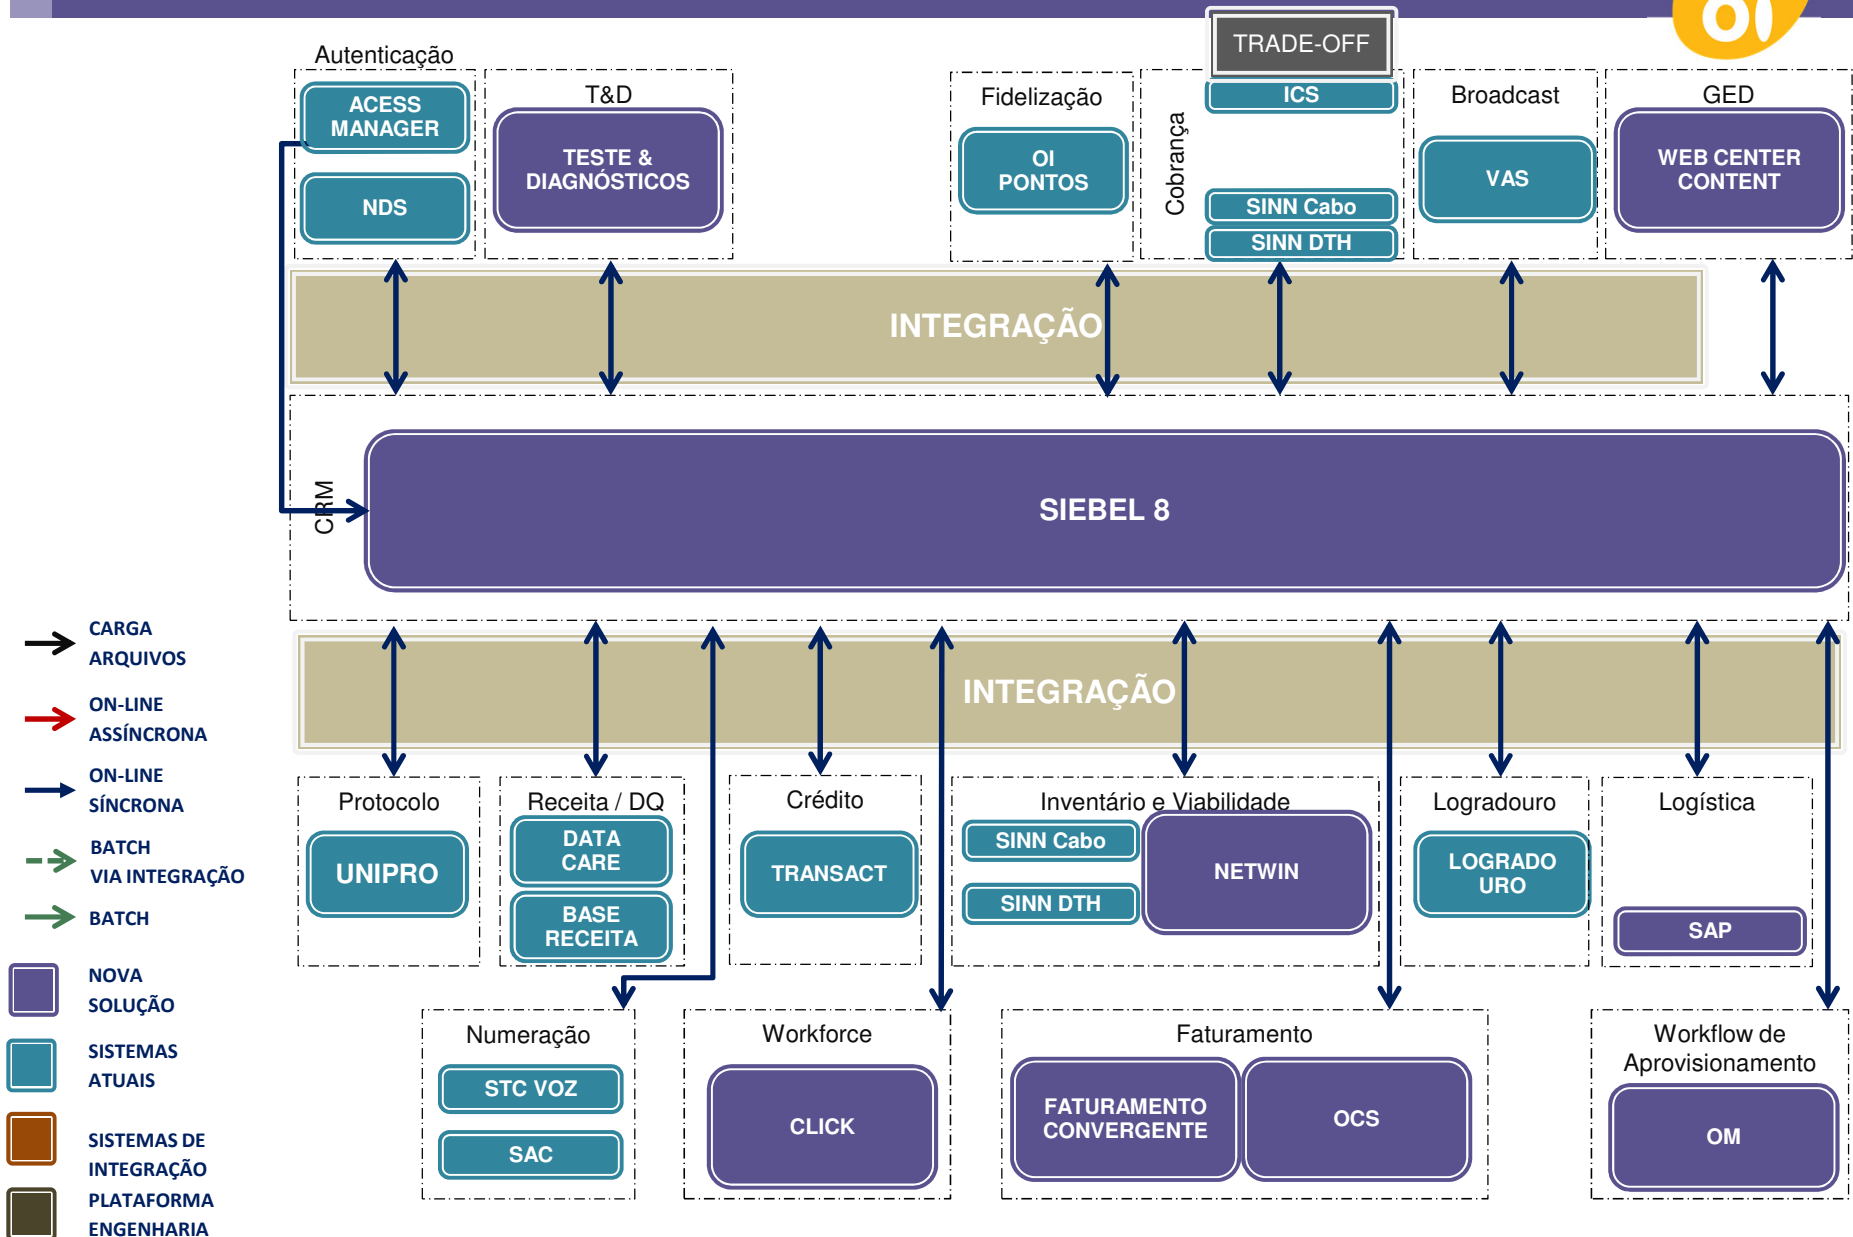 oi
TRADE-OFF
Autenticação
ACESS
MANAGER
NDS
T&D
TESTE &
DIAGNÓSTICOS
Fidelização
OI
PONTOS
Cobrança
ICS
SINN Cabo
SINN DTH
Broadcast
VAS
GED
WEB CENTER
CONTENT
INTEGRAÇÃO
CRM
SIEBEL 8
INTEGRAÇÃO
CARGA
ARQUIVOS
ON-LINE
ASSÍNCRONA
ON-LINE
SÍNCRONA
BATCH
VIA INTEGRAÇÃO
BATCH
NOVA
SOLUÇÃO
SISTEMAS
ATUAIS
SISTEMAS DE
INTEGRAÇÃO
PLATAFORMA
ENGENHARIA
Protocolo
UNIPRO
Receita / DQ
DATA
CARE
BASE
RECEITA
Crédito
TRANSACT
Inventário e Viabilidade
SINN Cabo
SINN DTH
NETWIN
Logradouro
LOGRADO
URO
Logística
SAP
Numeração
STC VOZ
SAC
Workforce
CLICK
Faturamento
FATURAMENTO
CONVERGENTE
OCS
Workflow de
Aprovisionamento
OM